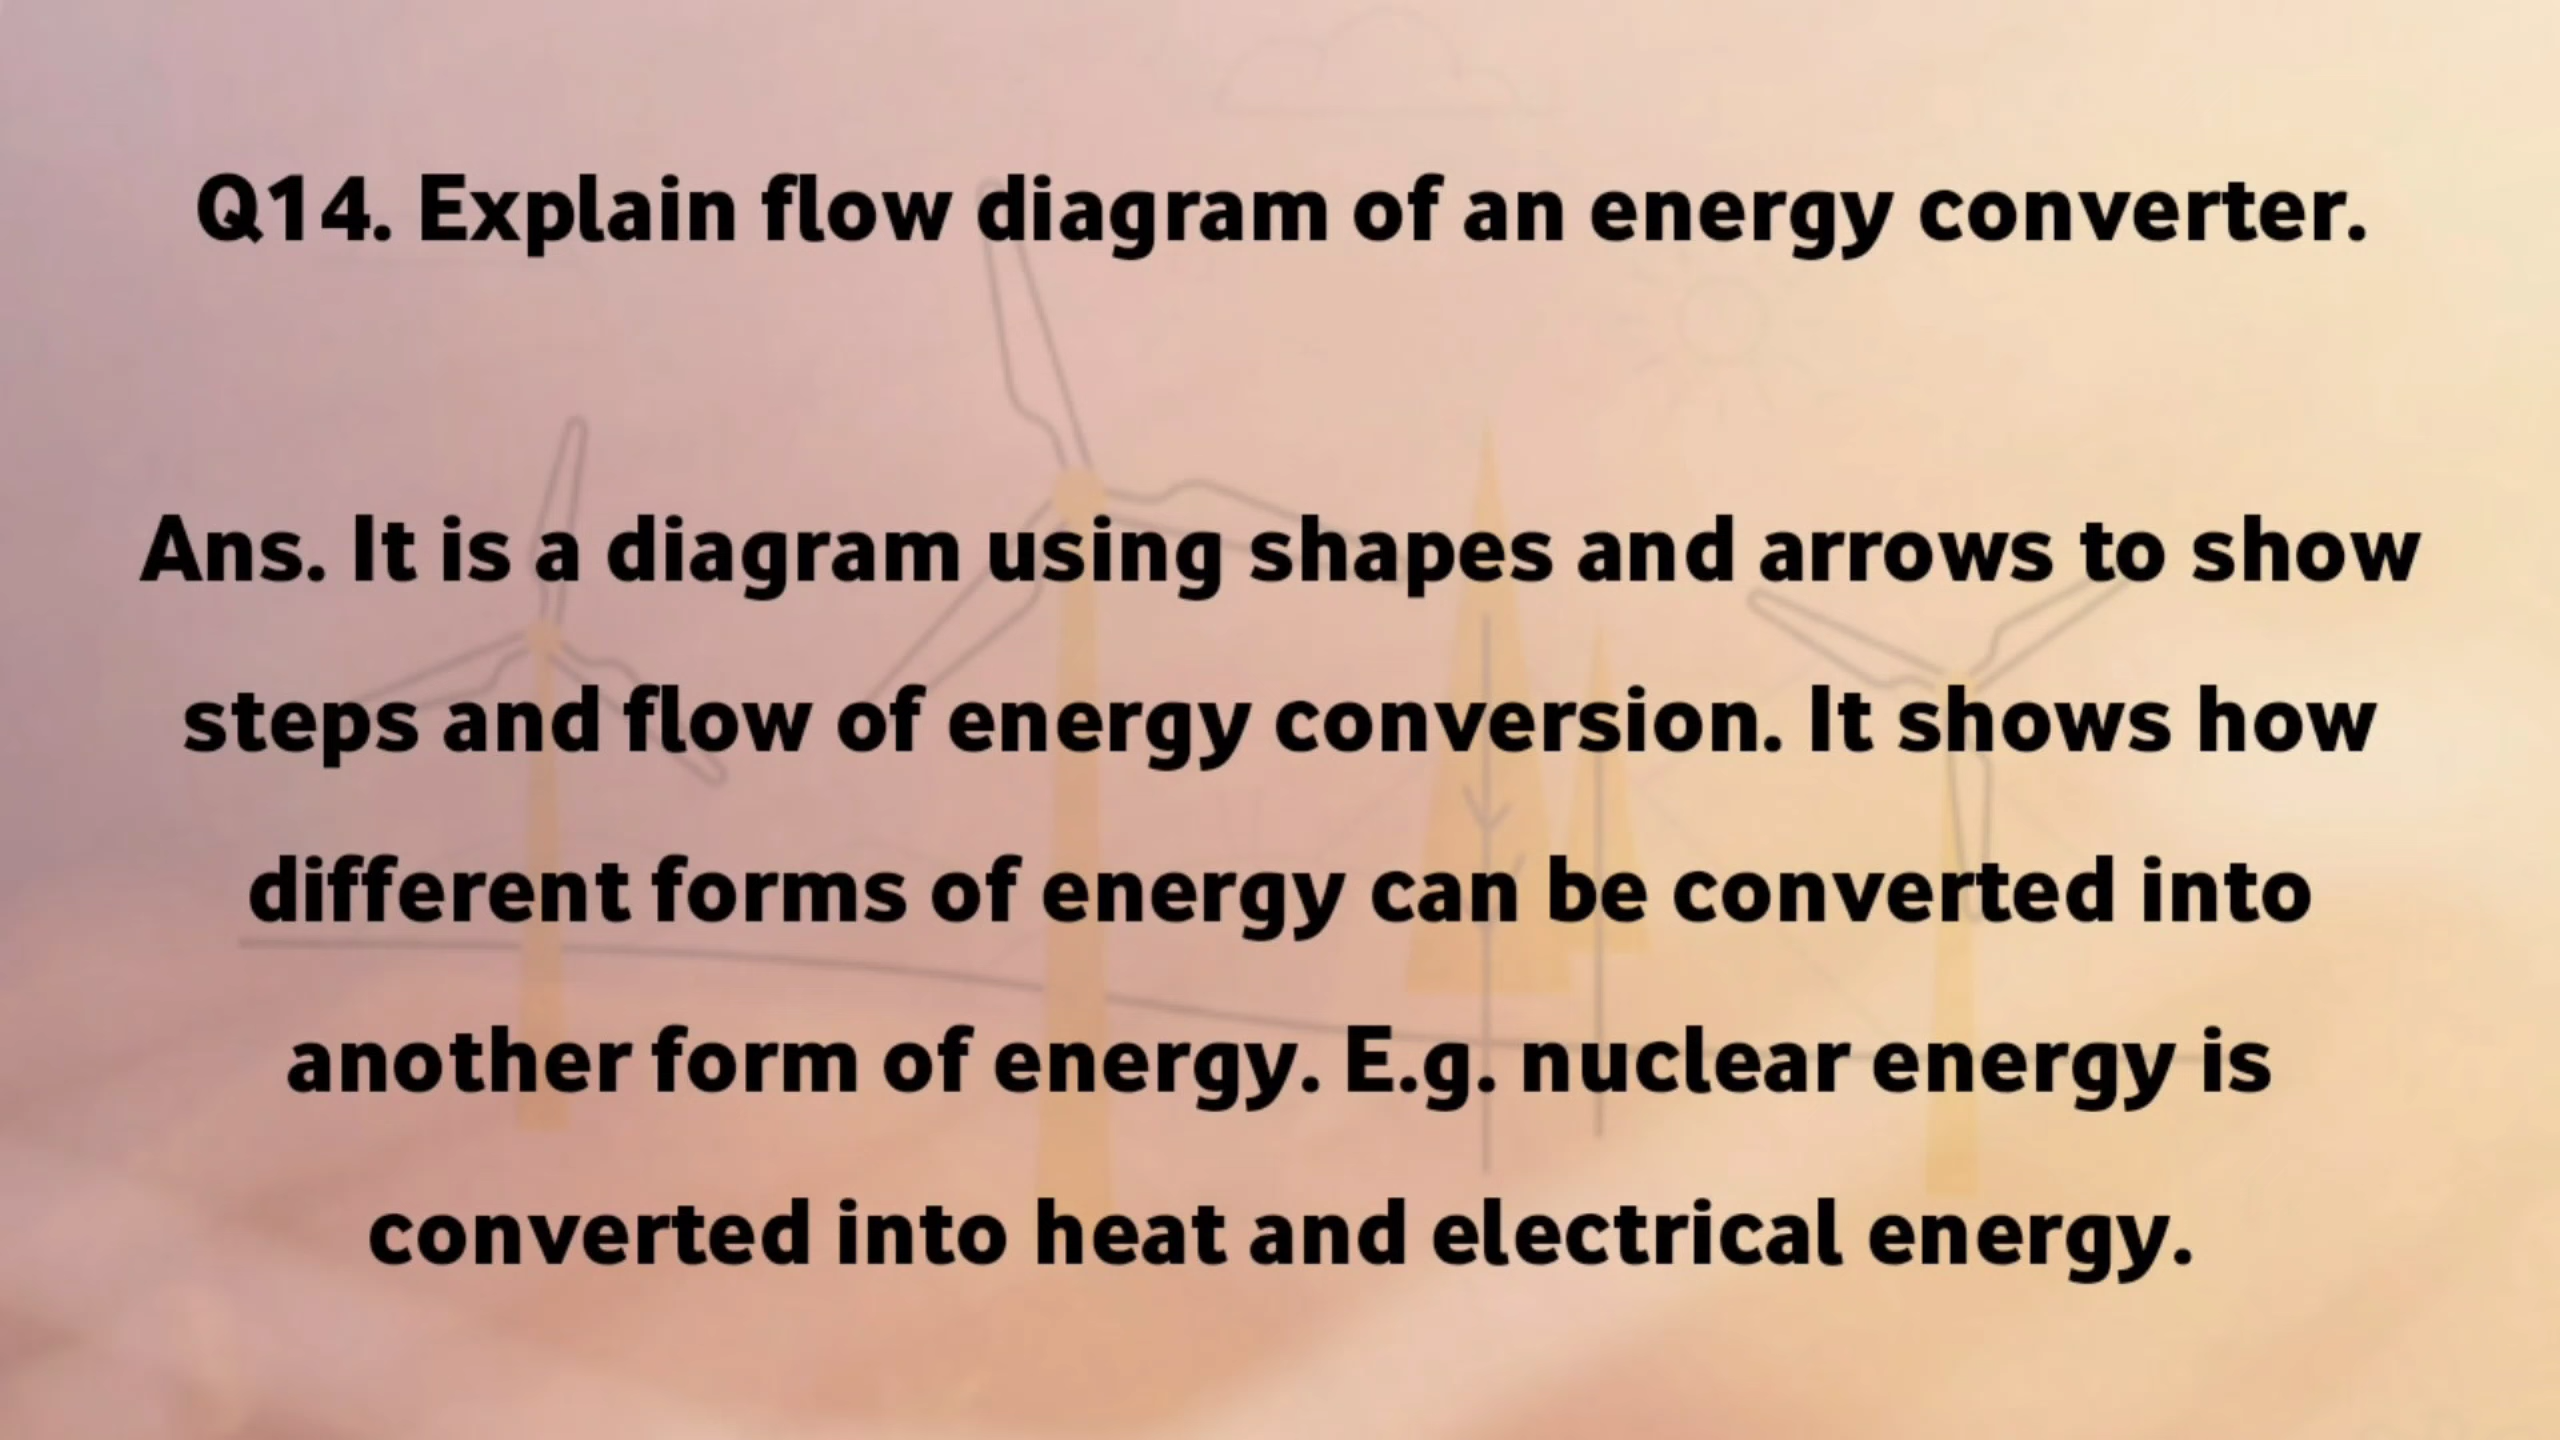 Q14. Explain flow diagram of an energy converter.
Ans. It is a diagram using shapes and arrows to show
steps and flow of energy conversion. It shows how
different forms of energy can be converted into
another form of energy. E.g. nuclear energy is
converted into heat and electrical energy.